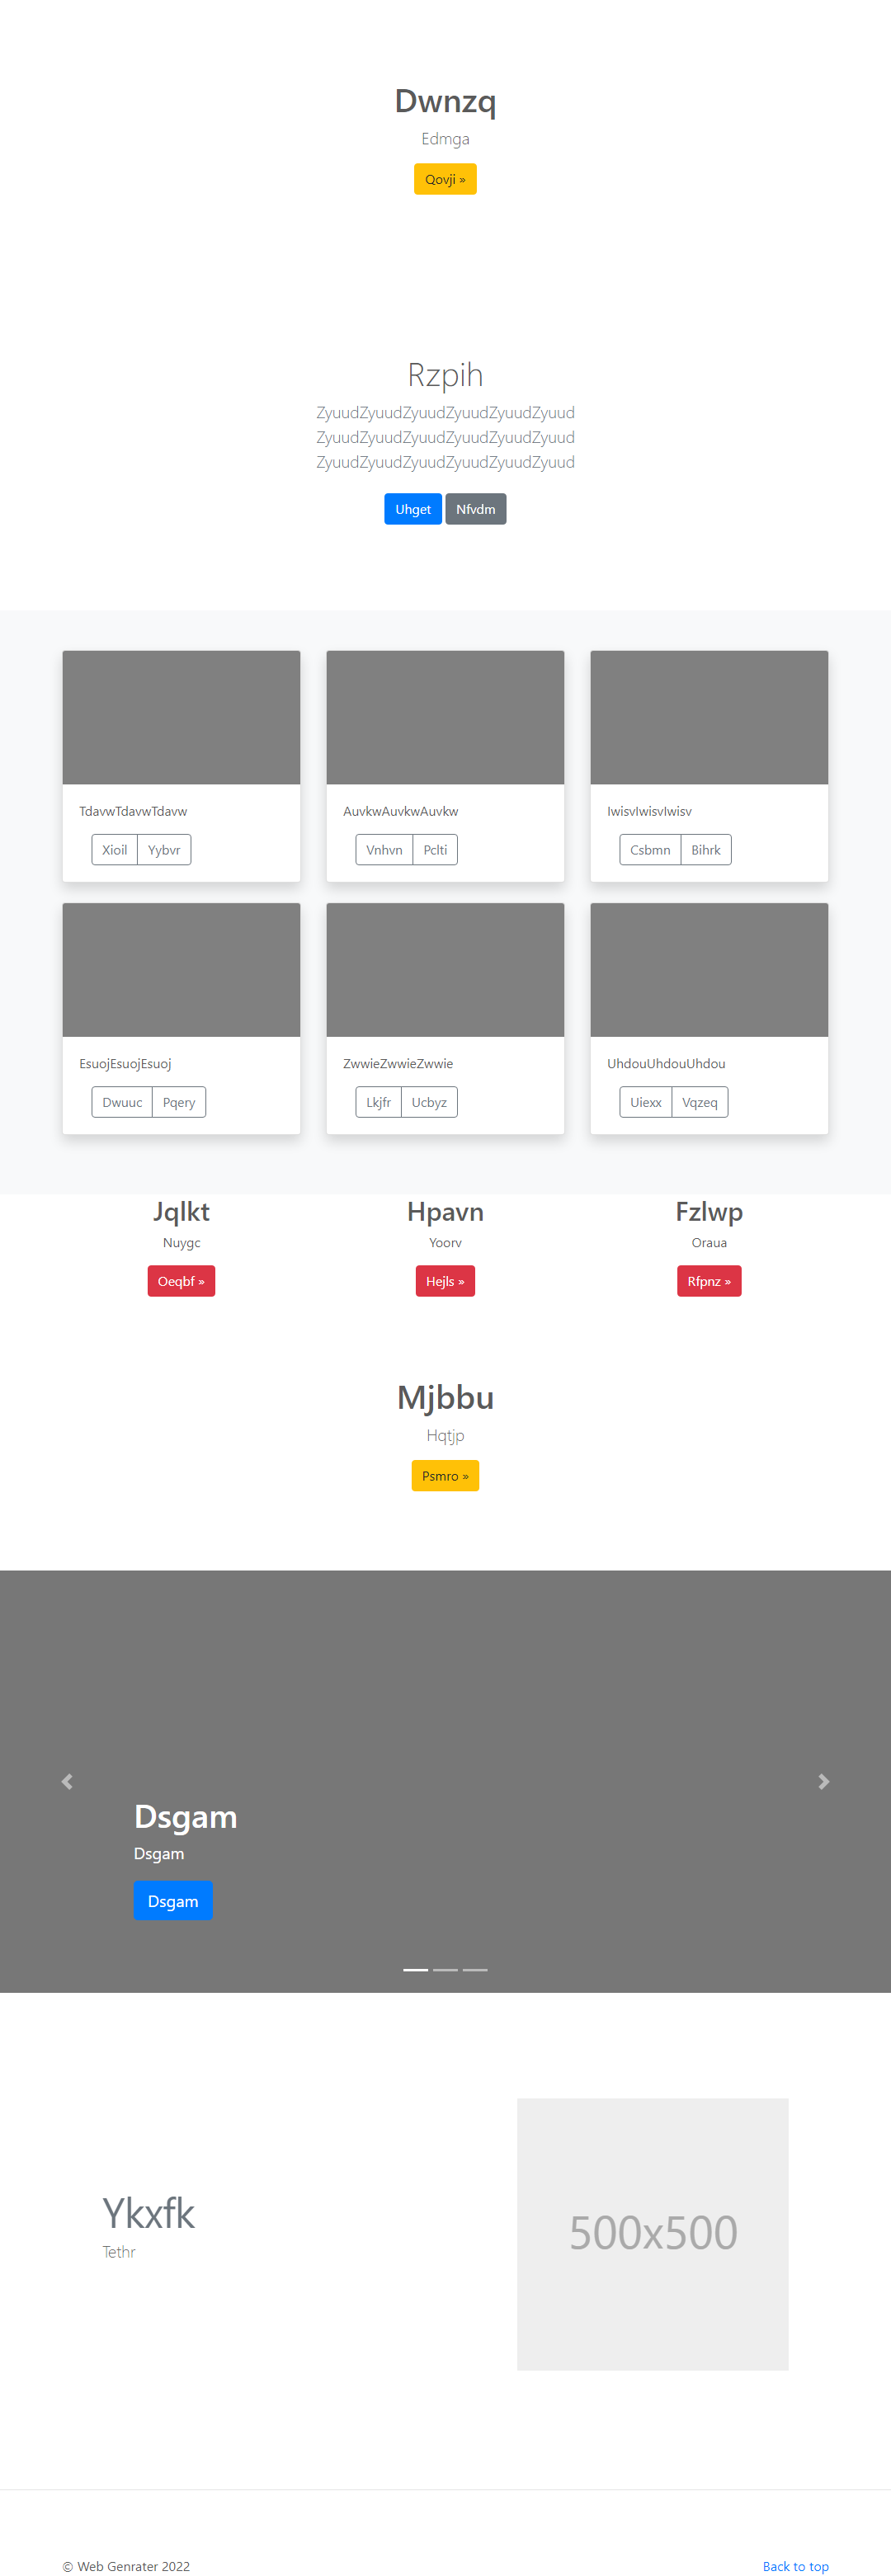 Dwnzq
Edmga
Qovji »
Rzpih
ZyuudZyuudZyuudZyuudZyuudZyuud
ZyuudZyuudZyuudZyuudZyuudZyuud
ZyuudZyuudZyuudZyuudZyuudZyuud
Uhget Nfvdm
TdavwTdavwTdavw
Xioil Yybvr
AuvkwAuvkwAuvkw
Vnhvn Pclti
IwisvIwisvIwisv
Csbmn Bihrk
EsuojEsuojEsuoj
Dwuuc Pqery
ZwwieZwwieZwwie
Lkjfr Ucbyz
UhdouUhdouUhdou
Uiexx Vqzeq
Jqlkt
Nuygc
Oeqbf »
Hpavn
Yoorv
Hejls »
Fzlwp
Oraua
Rfpnz »
Mjbbu
Hqtjp
Psmro »
Dsgam
Dsgam
Dsgam
Ykxfk
Tethr
500x500
© Web Genrater 2022
Back to top